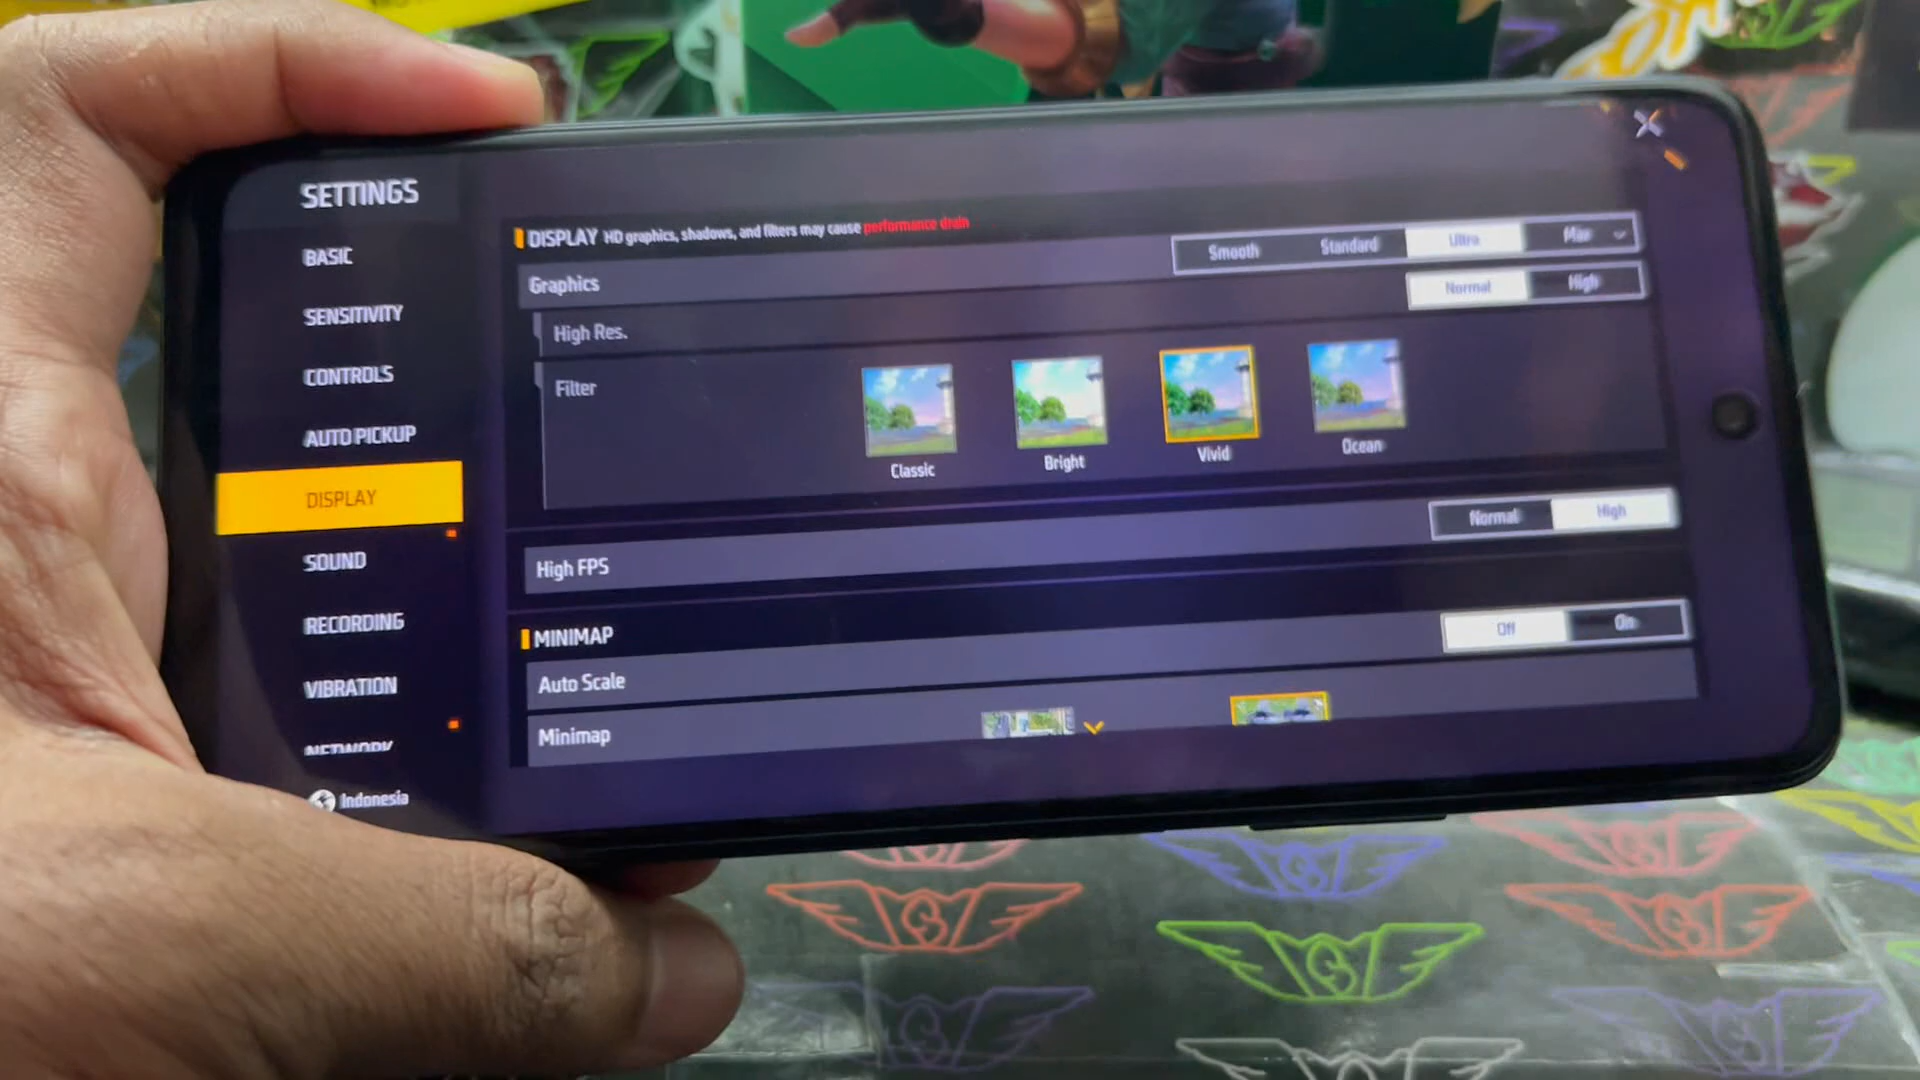 SETTINGS
BASIC
SENSITIVITY
CONTROLS
AUTO PICKUP
DISPLAY
SOUND
RECORDING
VIBRATION
NETWORK
Indonesia
DISPLAY HD graphics, shadows, and filters may cause performance drain
Graphics
Smooth Standard Ultra Max
High Res.
Normal High
Filter
Classic Bright Vivid Ocean
High FPS
Normal High
MINIMAP
Auto Scale
Off On
Minimap